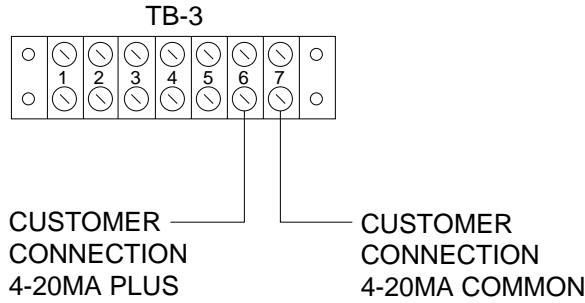 TB-3
1 2 3 4 5 6 7
CUSTOMER
CONNECTION
4-20MA PLUS
CUSTOMER
CONNECTION
4-20MA COMMON